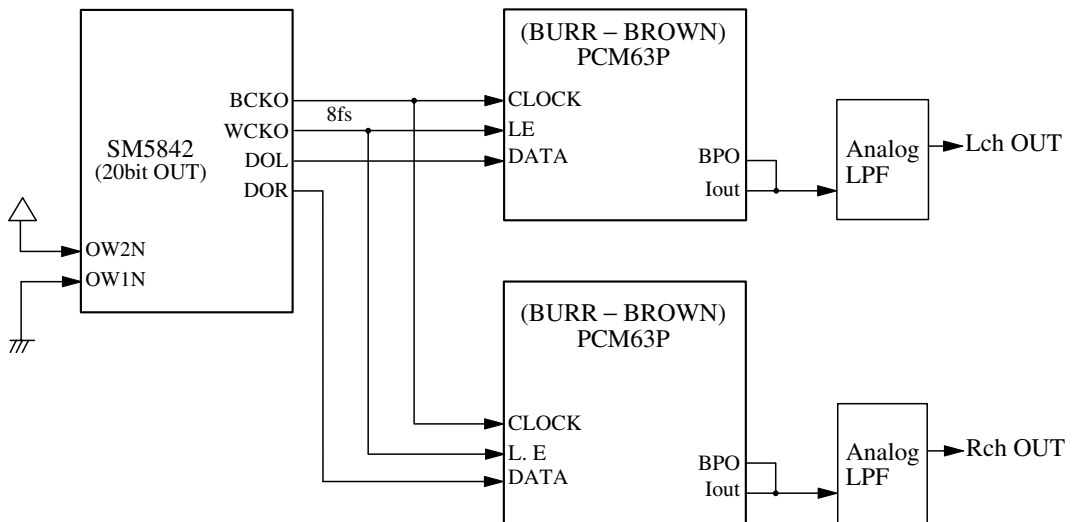 BCKO
WCKO
DOL
DOR
SM5842
(20bit OUT)
OW2N
OW1N
8fs
(BURR – BROWN)
PCM63P
CLOCK
LE
DATA
BPO
Iout
Analog
LPF
Lch OUT
(BURR – BROWN)
PCM63P
CLOCK
L. E
DATA
BPO
Iout
Analog
LPF
Rch OUT